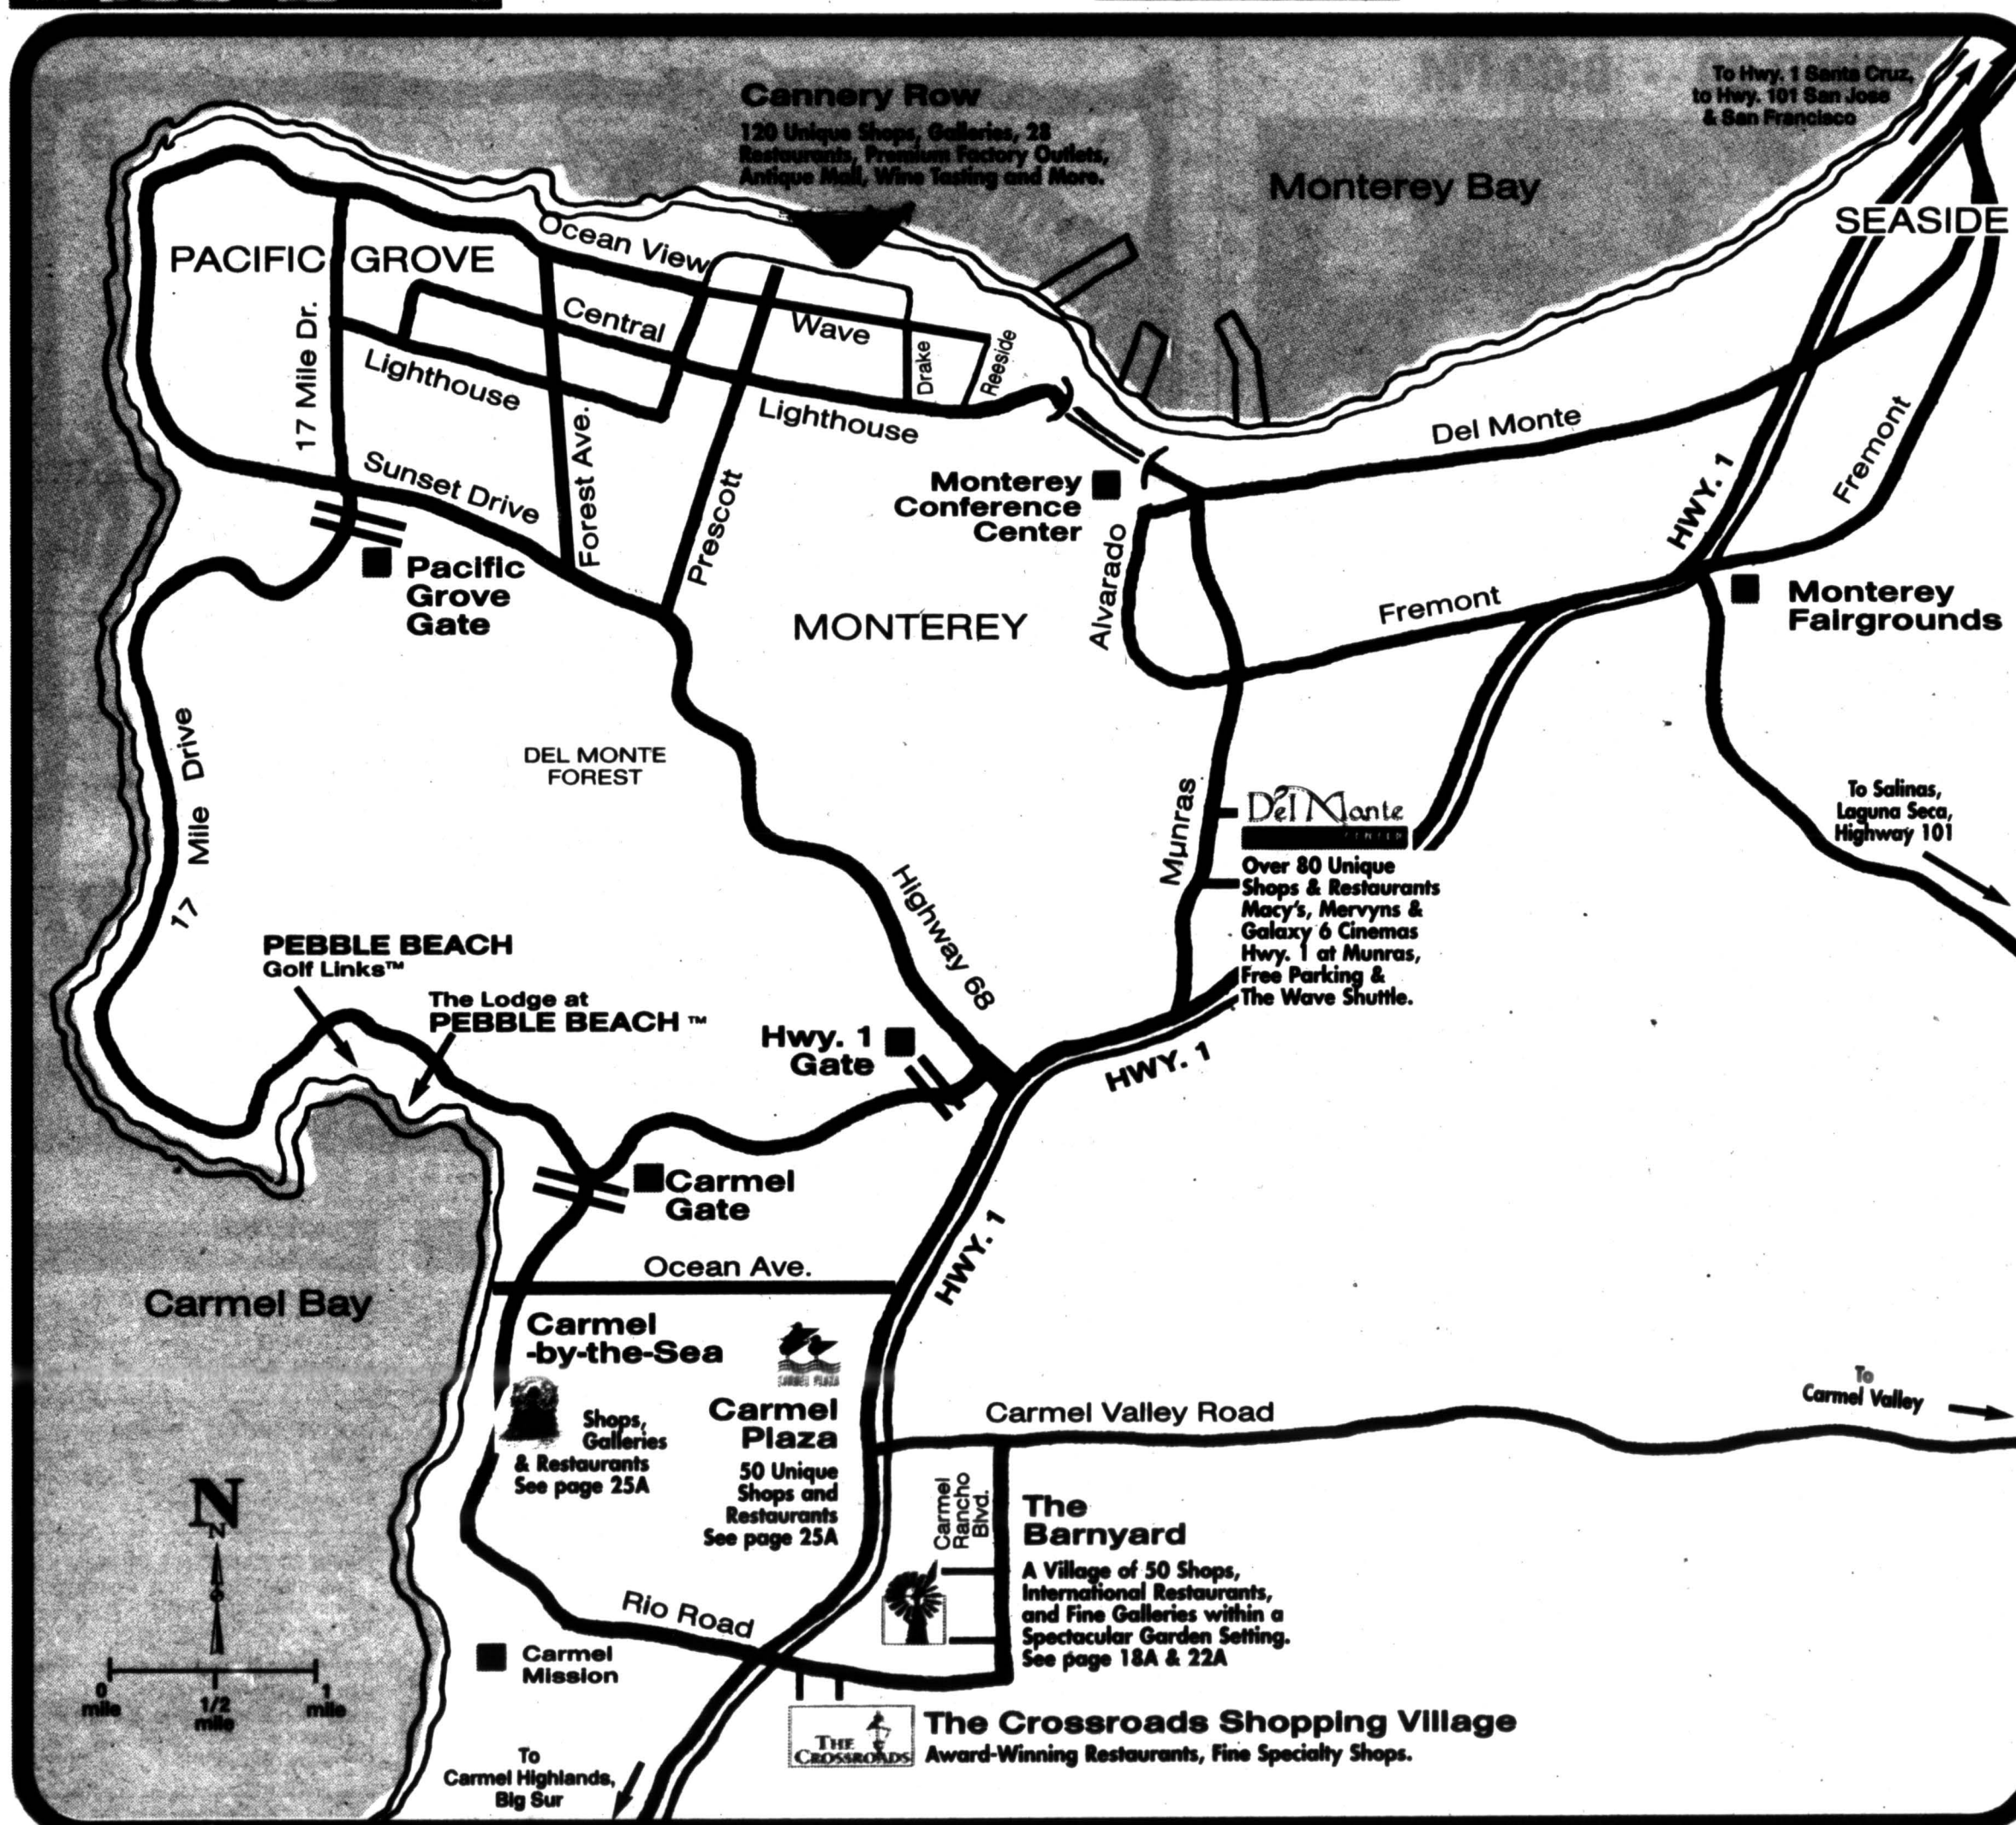 Cannery Row
120 Unique Shops, Galleries, 28
Restaurants, Premium Factory Outlets,
Antique Mall, Wine Tasting and More.
To Hwy. 1 Santa Cruz,
to Hwy. 101 San Jose
& San Francisco
Monterey Bay
SEASIDE
PACIFIC GROVE
Ocean View
Central
Wave
Drake
Reeside
17 Mile Dr.
Lighthouse
Lighthouse
Forest Ave.
Prescott
Sunset Drive
Del Monte
Fremont
HWY. 1
Monterey
Conference
Center
Alvarado
Pacific
Grove
Gate
MONTEREY
Fremont
Monterey
Fairgrounds
17 Mile Drive
DEL MONTE
FOREST
Munras
Del Monte
CENTER
Over 80 Unique
Shops & Restaurants
Macy's, Mervyns &
Galaxy 6 Cinemas
Hwy. 1 at Munras,
Free Parking &
The Wave Shuttle.
To Salinas,
Laguna Seca,
Highway 101
Highway 68
PEBBLE BEACH
Golf Links™
The Lodge at
PEBBLE BEACH ™
Hwy. 1
Gate
HWY. 1
Carmel
Gate
HWY. 1
Ocean Ave.
Carmel Bay
Carmel
-by-the-Sea
Shops,
Galleries
& Restaurants
See page 25A
CARMEL PLAZA
Carmel
Plaza
50 Unique
Shops and
Restaurants
See page 25A
Carmel Valley Road
To
Carmel Valley
Carmel
Rancho
Blvd.
The
Barnyard
A Village of 50 Shops,
International Restaurants,
and Fine Galleries within a
Spectacular Garden Setting.
See page 18A & 22A
Rio Road
Carmel
Mission
N
N
0
mile
1/2
mile
1
mile
THE
CROSSROADS
The Crossroads Shopping Village
Award-Winning Restaurants, Fine Specialty Shops.
To
Carmel Highlands,
Big Sur